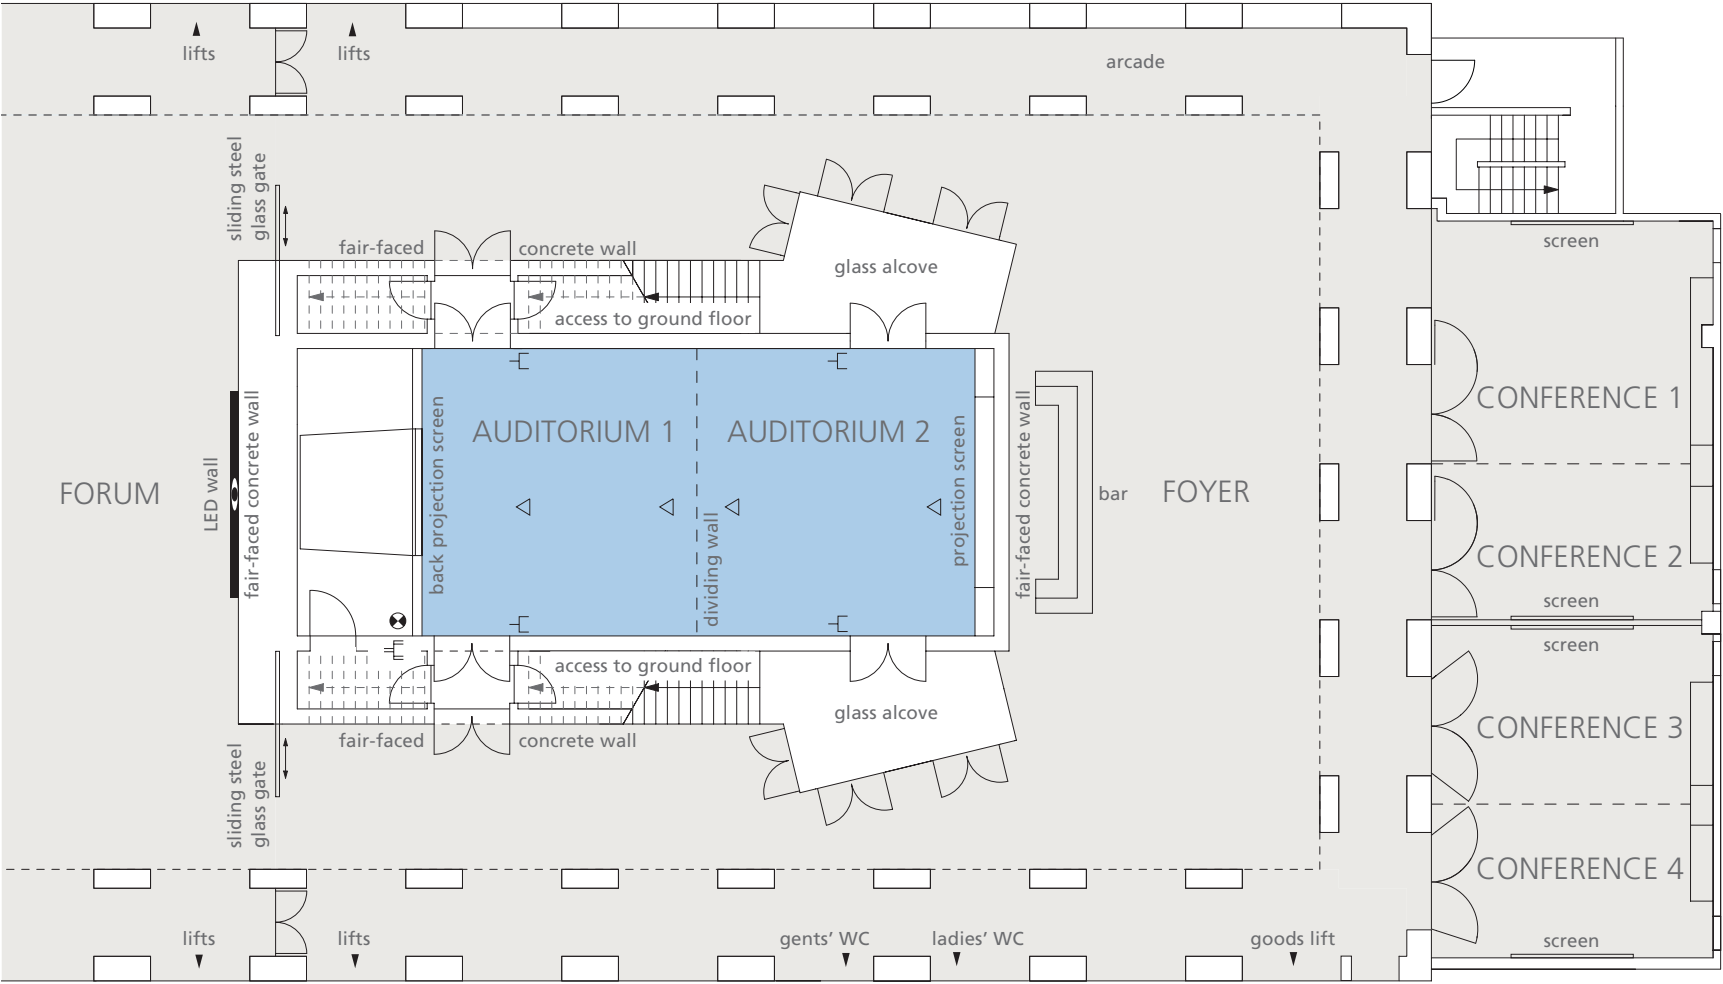 lifts
lifts
arcade
sliding steel
glass gate
fair-faced
concrete wall
glass alcove
screen
access to ground floor
CONFERENCE 1
AUDITORIUM 1
AUDITORIUM 2
back projection screen
dividing wall
projection screen
fair-faced concrete wall
LED wall
fair-faced concrete wall
FORUM
bar
FOYER
CONFERENCE 2
screen
screen
access to ground floor
glass alcove
fair-faced
concrete wall
CONFERENCE 3
sliding steel
glass gate
CONFERENCE 4
lifts
lifts
gents' WC
ladies' WC
goods lift
screen